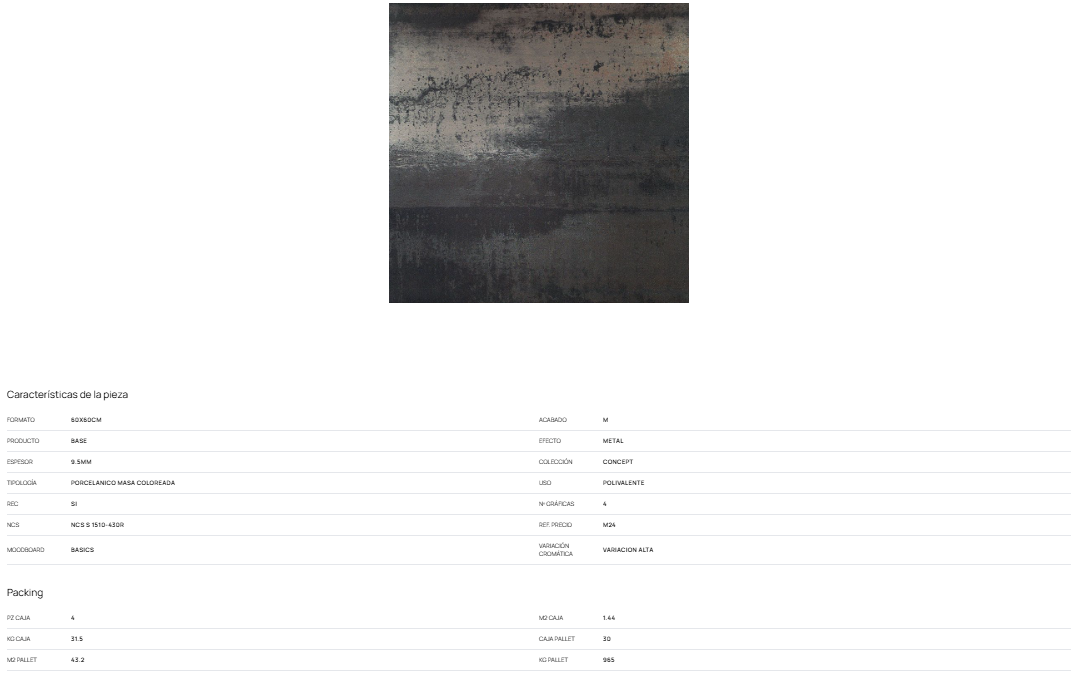 Características de la pieza
FORMATO 60X60CM ACABADO M
PRODUCTO BASE EFECTO METAL
ESPESOR 9.5MM COLECCIÓN CONCEPT
TIPOLOGÍA PORCELANICO MASA COLOREADA USO POLIVALENTE
REC SI Nº GRÁFICAS 4
NCS NCS S 1510-430R REF. PRECIO M24
MOODBOARD BASICS VARIACIÓN CROMÁTICA VARIACION ALTA
Packing
PZ CAJA 4 M2 CAJA 1.44
KG CAJA 31.5 CAJA PALLET 30
M2 PALLET 43.2 KG PALLET 965